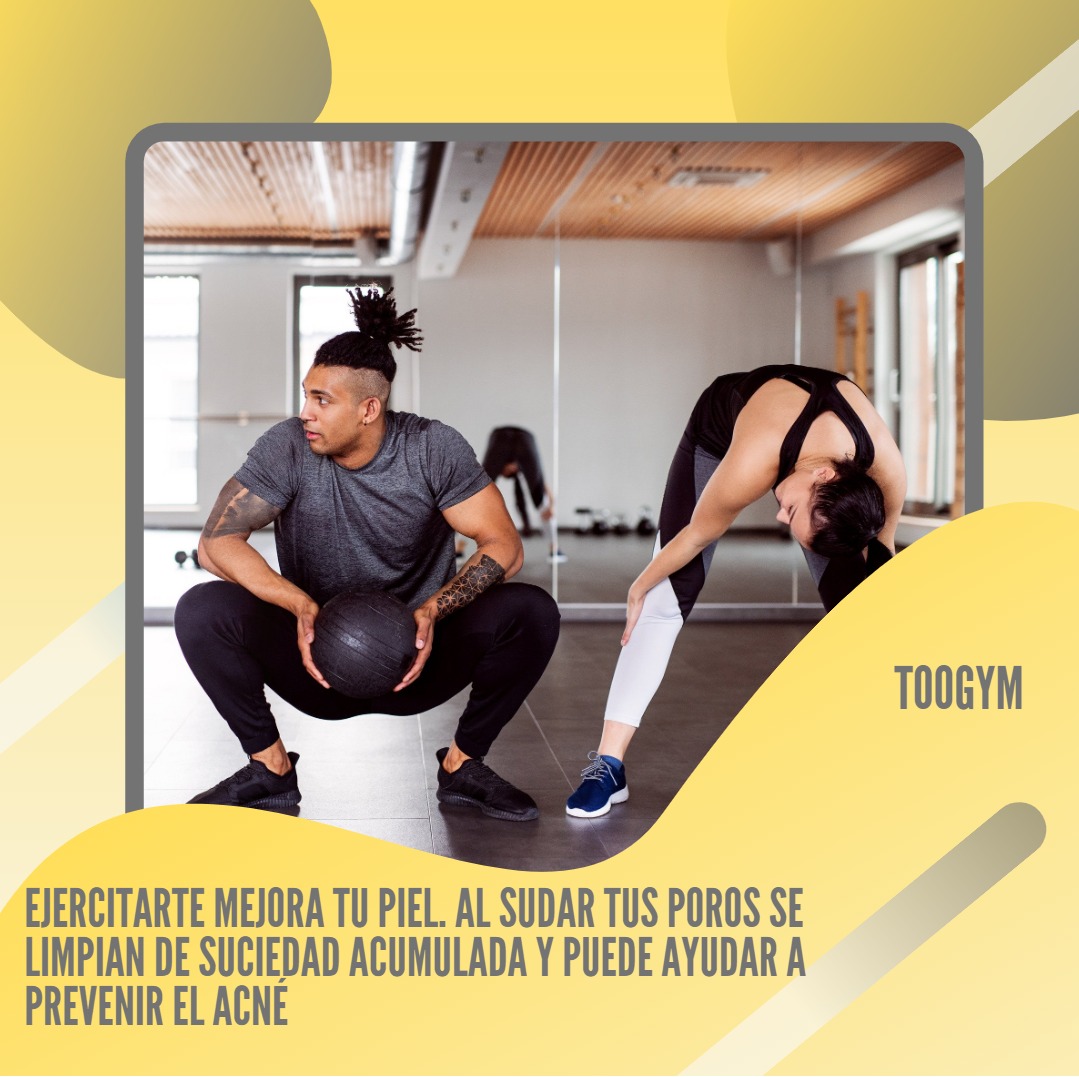 TOOGYM
EJERCITARTE MEJORA TU PIEL. AL SUDAR TUS POROS SE
LIMPIAN DE SUCIEDAD ACUMULADA Y PUEDE AYUDAR A
PREVENIR EL ACNÉ